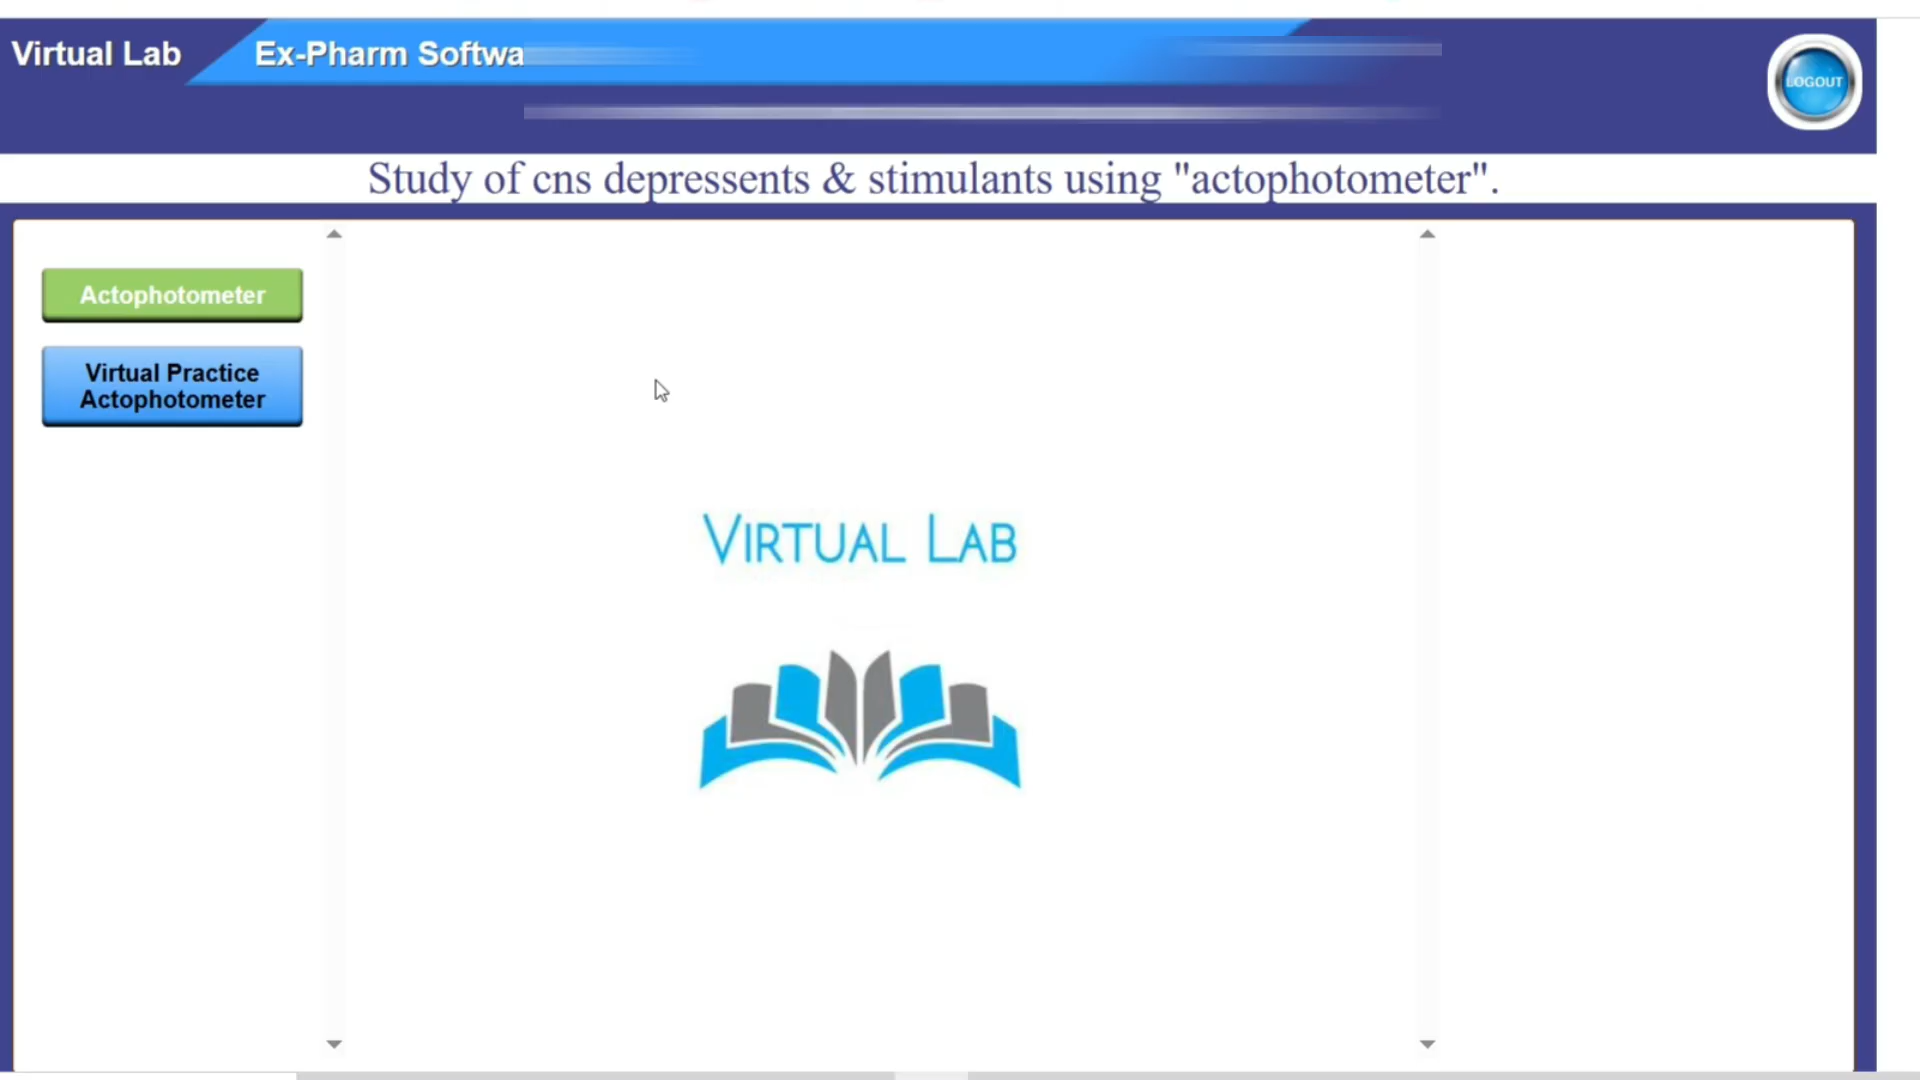 Virtual Lab
Ex-Pharm Softwa
LOGOUT
Study of cns depressents & stimulants using "actophotometer".
Actophotometer
Virtual Practice
Actophotometer
VIRTUAL LAB